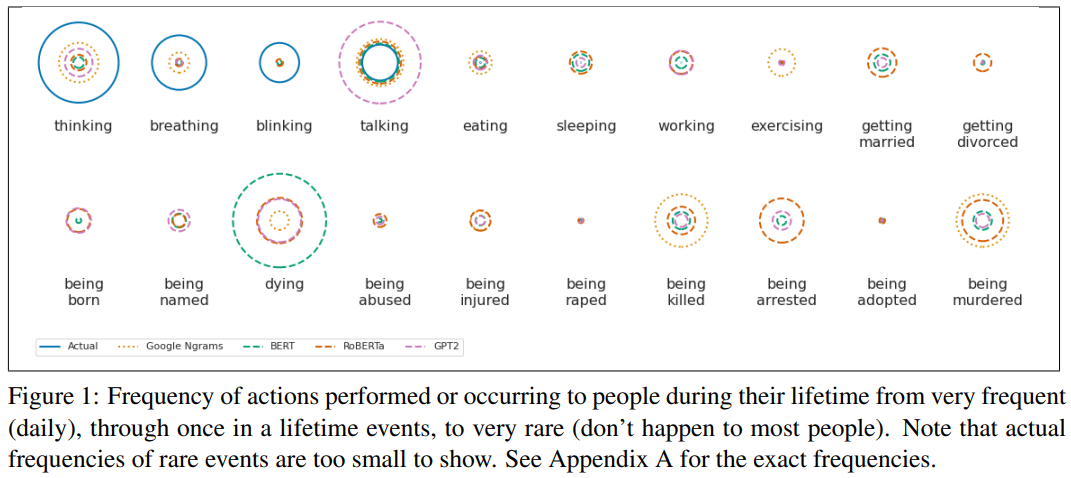 thinking breathing blinking talking eating sleeping working exercising getting married getting divorced
being born being named dying being abused being injured being raped being killed being arrested being adopted being murdered
Actual Google Ngrams BERT RoBERTa GPT2
Figure 1: Frequency of actions performed or occurring to people during their lifetime from very frequent
(daily), through once in a lifetime events, to very rare (don't happen to most people). Note that actual
frequencies of rare events are too small to show. See Appendix A for the exact frequencies.